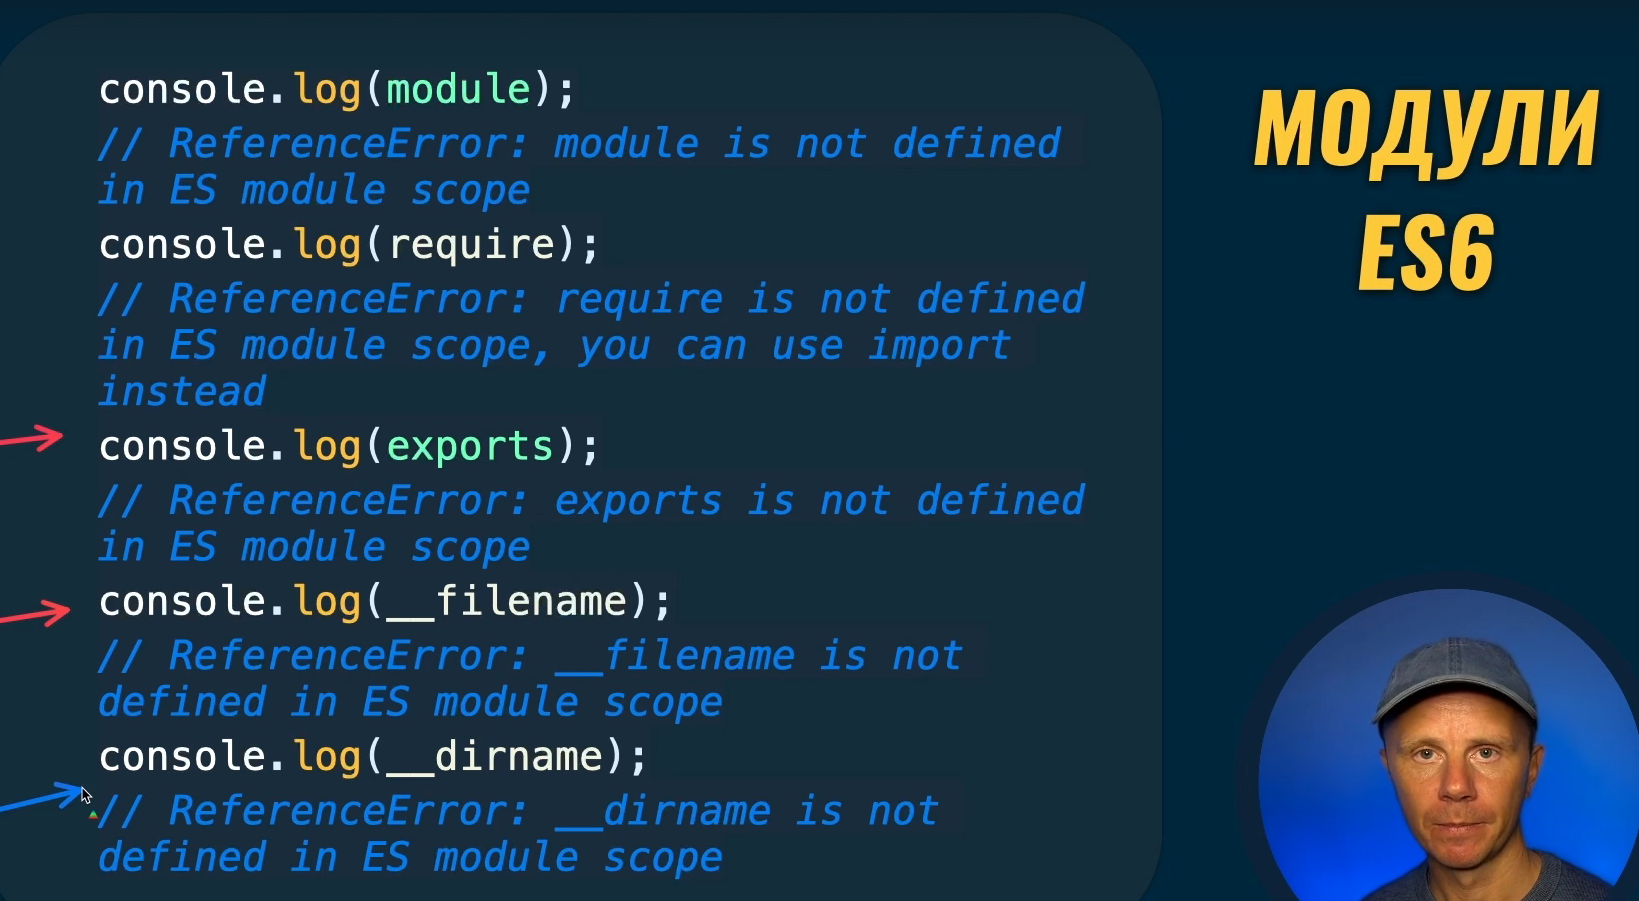 console.log(module);
// ReferenceError: module is not defined
in ES module scope
console.log(require);
// ReferenceError: require is not defined
in ES module scope, you can use import
instead
console.log(exports);
// ReferenceError: exports is not defined
in ES module scope
console.log(__filename);
// ReferenceError: __filename is not
defined in ES module scope
console.log(__dirname);
// ReferenceError: __dirname is not
defined in ES module scope
МОДУЛИ
ES6